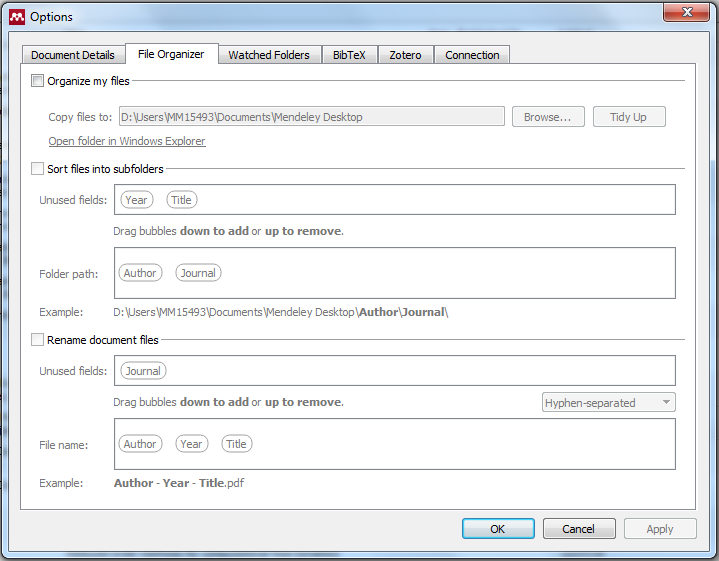 Options
Document Details File Organizer Watched Folders BibTeX Zotero Connection
Organize my files
Copy files to: D:\Users\MM15493\Documents\Mendeley Desktop Browse... Tidy Up
Open folder in Windows Explorer
Sort files into subfolders
Unused fields: Year Title
Drag bubbles down to add or up to remove.
Folder path: Author Journal
Example: D:\Users\MM15493\Documents\Mendeley Desktop\Author\Journal\
Rename document files
Unused fields: Journal
Drag bubbles down to add or up to remove. Hyphen-separated
File name: Author Year Title
Example: Author - Year - Title.pdf
OK Cancel Apply